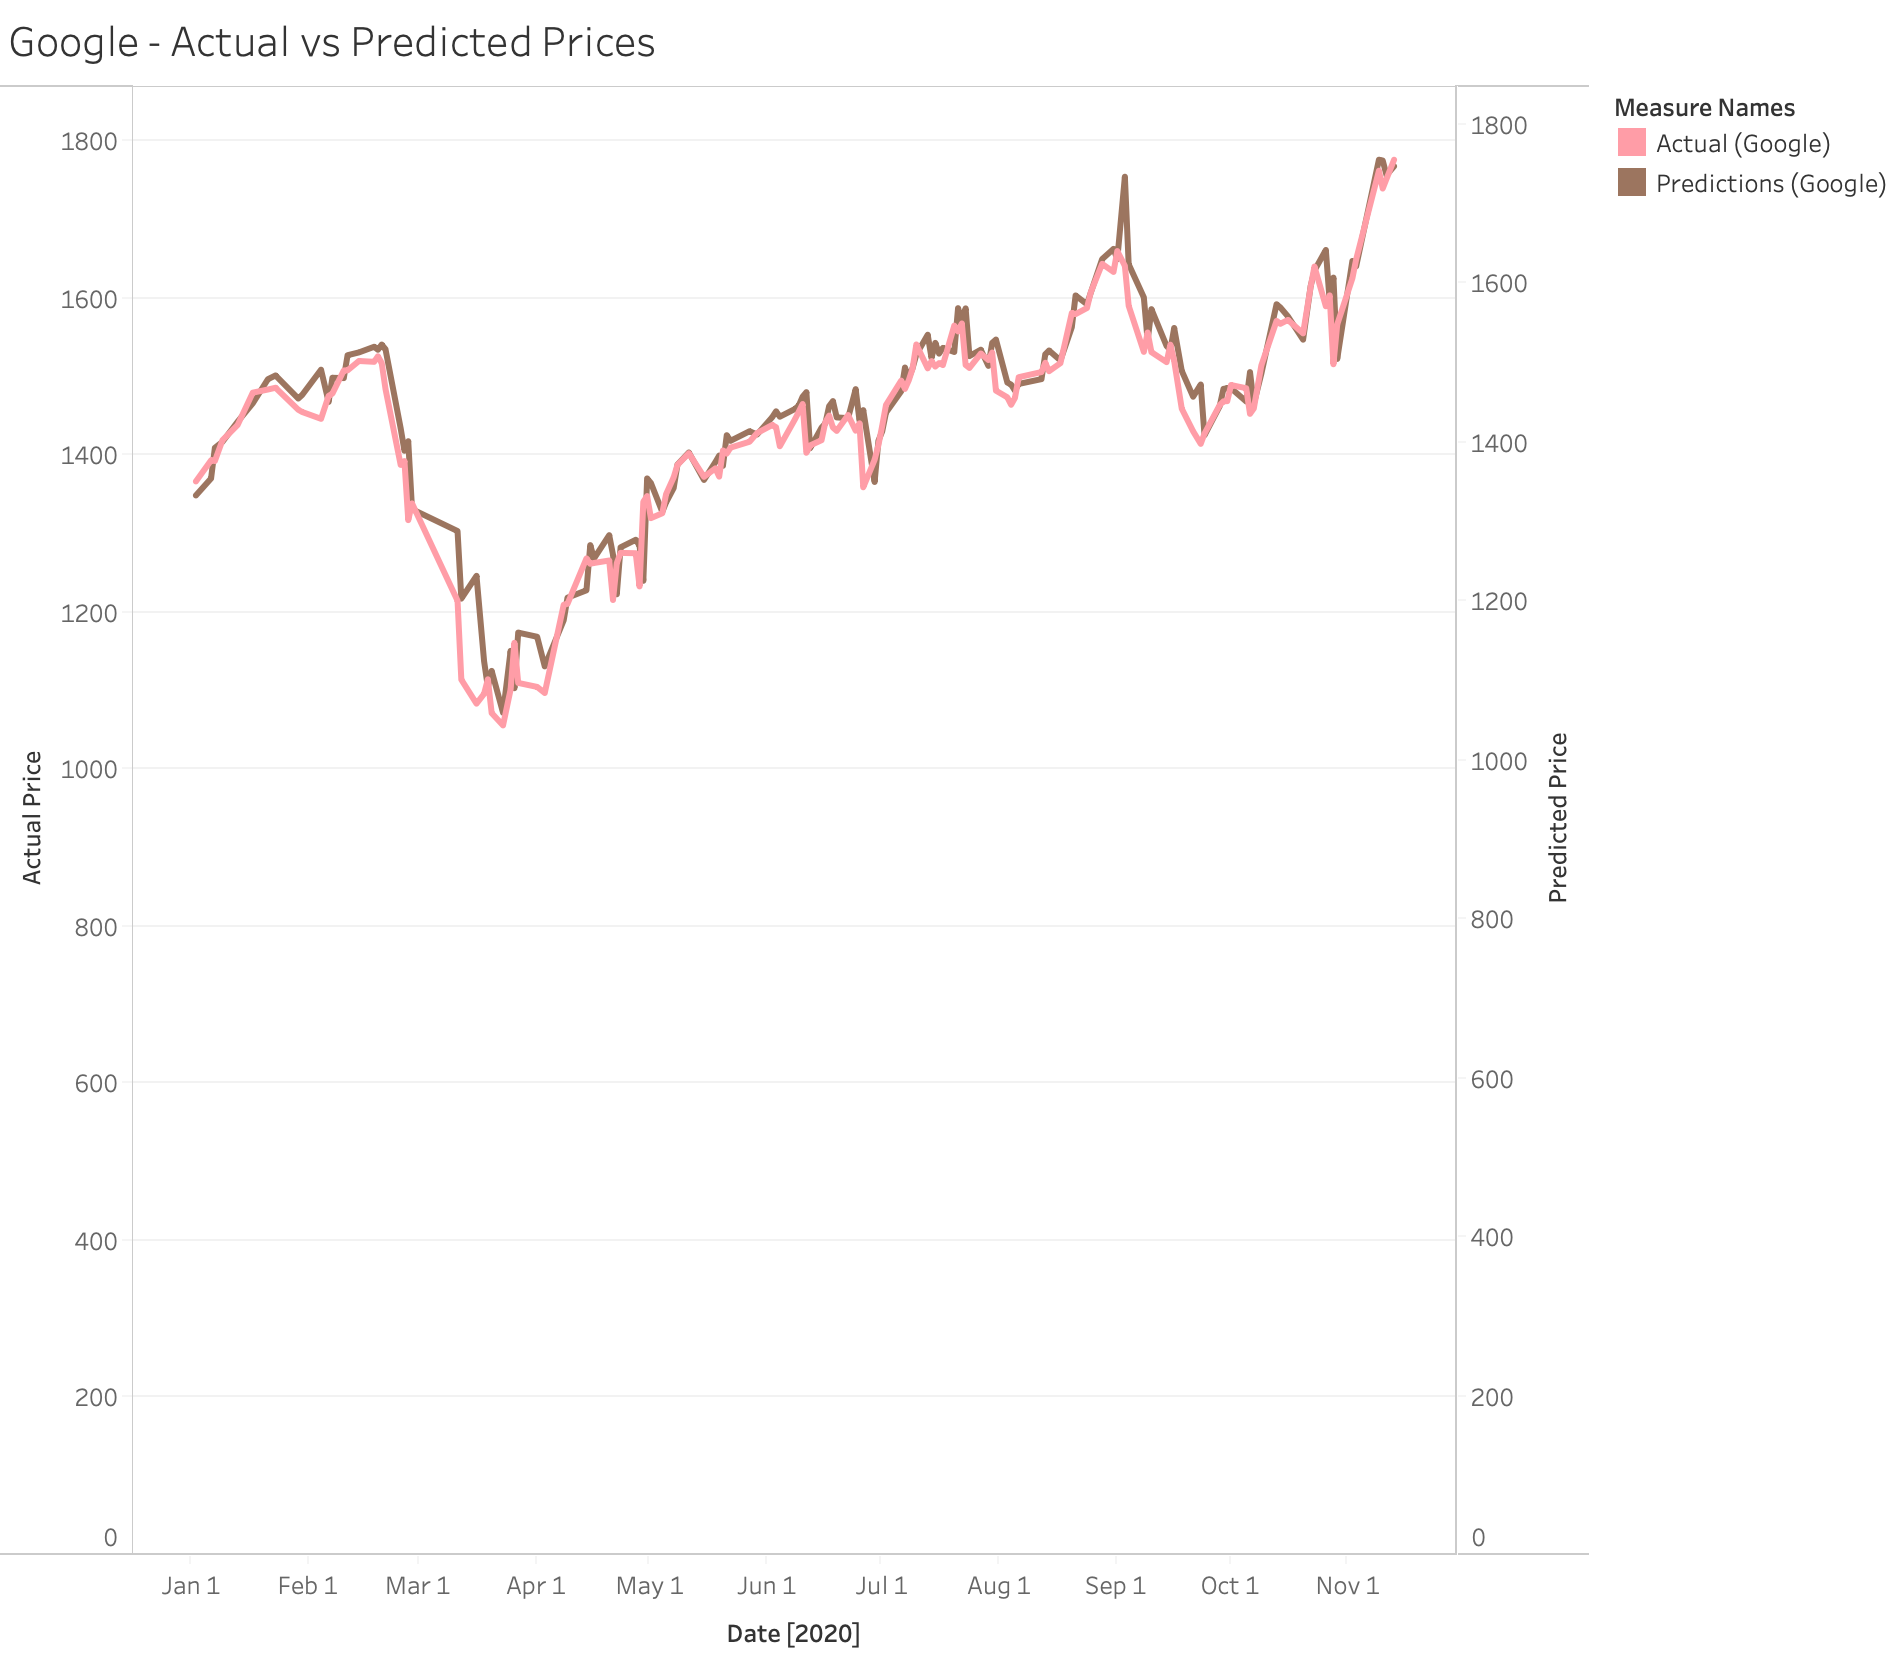 Google - Actual vs Predicted Prices
Measure Names
Actual (Google)
Predictions (Google)
Actual Price
1800
1600
1400
1200
1000
800
600
400
200
0
Predicted Price
1800
1600
1400
1200
1000
800
600
400
200
0
Jan 1 Feb 1 Mar 1 Apr 1 May 1 Jun 1 Jul 1 Aug 1 Sep 1 Oct 1 Nov 1
Date [2020]